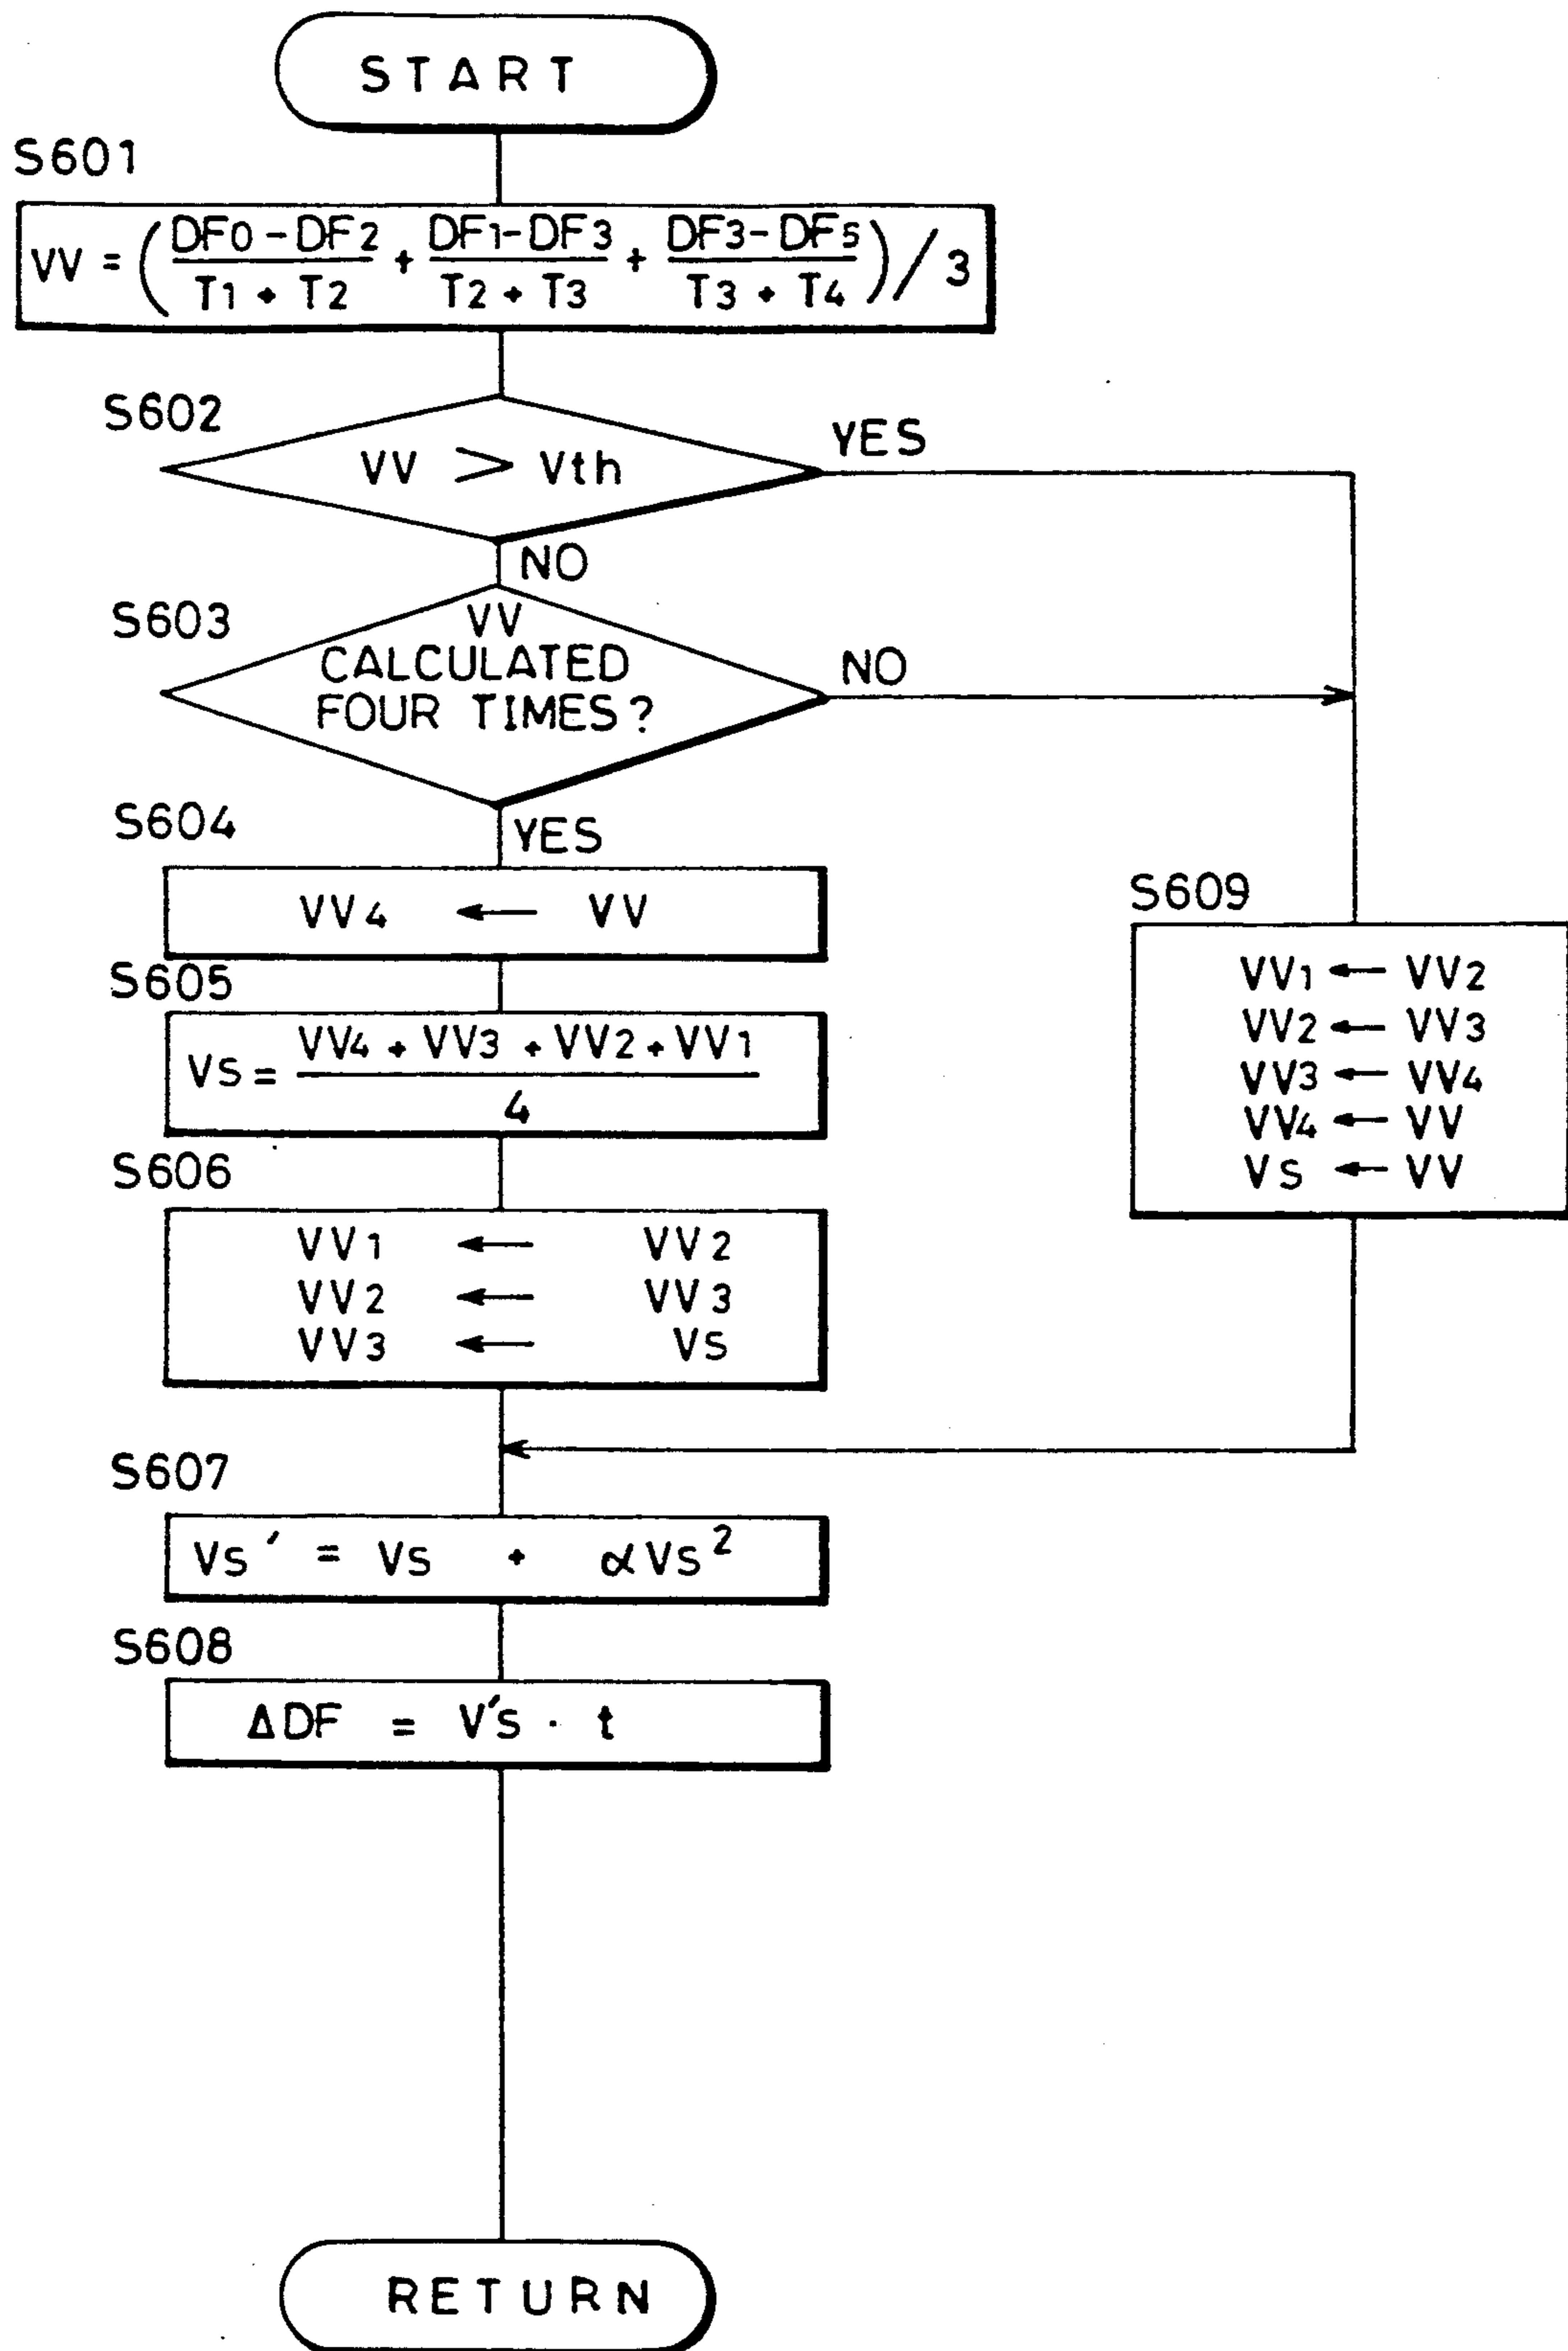 START
S601
VV = ( DF0 - DF2 / T1 + T2 + DF1 - DF3 / T2 + T3 + DF3 - DF5 / T3 + T4 ) / 3
S602
VV > Vth
YES
NO
S603
VV
CALCULATED
FOUR TIMES?
NO
YES
S604
VV4 ← VV
S605
VS = VV4 + VV3 + VV2 + VV1 / 4
S606
VV1 ← VV2
VV2 ← VV3
VV3 ← VS
S609
VV1 ← VV2
VV2 ← VV3
VV3 ← VV4
VV4 ← VV
VS ← VV
S607
VS' = VS + αVS²
S608
ΔDF = V'S · t
RETURN